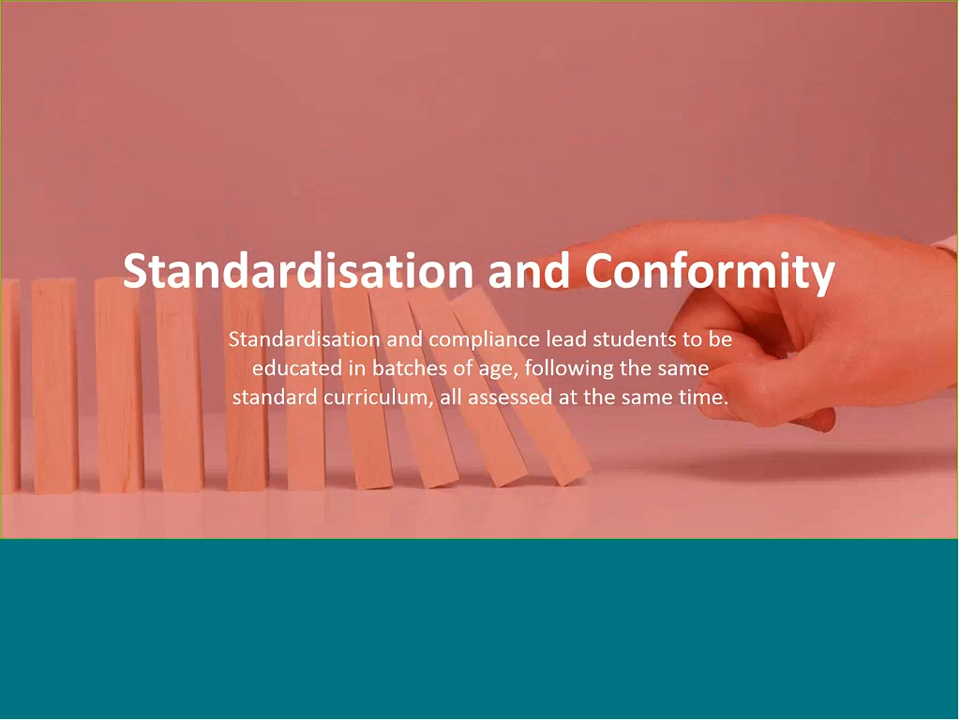 Standardisation and Conformity
Standardisation and compliance lead students to be
educated in batches of age, following the same
standard curriculum, all assessed at the same time.